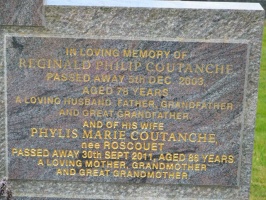 IN LOVING MEMORY OF
REGINALD PHILIP COUTANCHE,
PASSED AWAY 5TH DEC. 2003,
AGED 78 YEARS.
A LOVING HUSBAND, FATHER, GRANDFATHER
AND GREAT GRANDFATHER.
AND OF HIS WIFE
PHYLIS MARIE COUTANCHE,
nee ROSCOUET
PASSED AWAY 30TH SEPT 2011, AGED 85 YEARS.
A LOVING MOTHER, GRANDMOTHER
AND GREAT GRANDMOTHER.